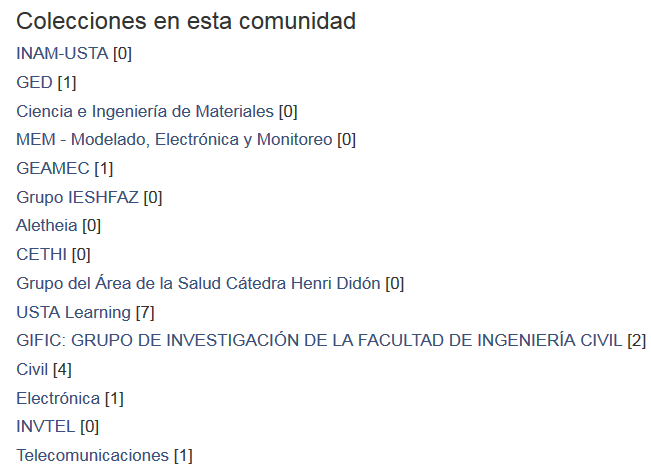 Colecciones en esta comunidad
INAM-USTA [0]
GED [1]
Ciencia e Ingeniería de Materiales [0]
MEM - Modelado, Electrónica y Monitoreo [0]
GEAMEC [1]
Grupo IESHFAZ [0]
Aletheia [0]
CETHI [0]
Grupo del Área de la Salud Cátedra Henri Didón [0]
USTA Learning [7]
GIFIC: GRUPO DE INVESTIGACIÓN DE LA FACULTAD DE INGENIERÍA CIVIL [2]
Civil [4]
Electrónica [1]
INVTEL [0]
Telecomunicaciones [1]